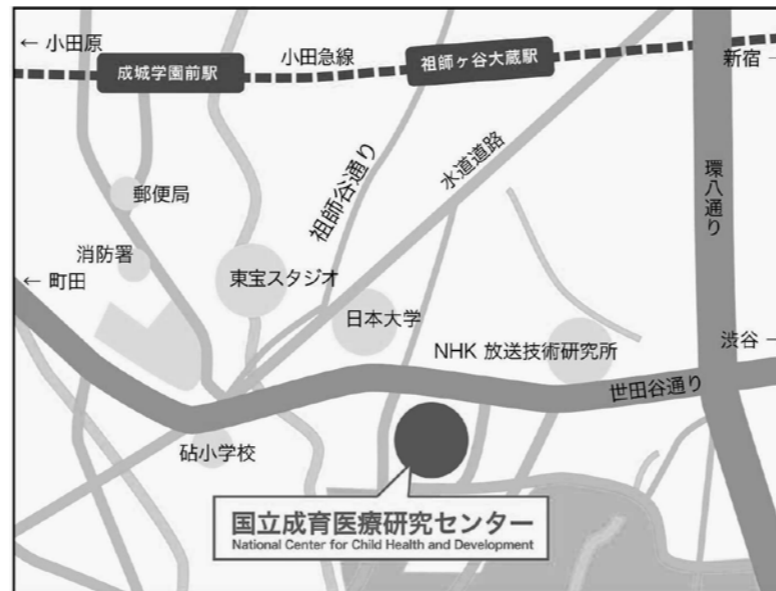 ← 小田原
小田急線
成城学園前駅
祖師ヶ谷大蔵駅
新宿 →
環八通り
水道道路
祖師谷通り
郵便局
消防署
東宝スタジオ
← 町田
日本大学
NHK 放送技術研究所
渋谷 →
世田谷通り
砧小学校
国立成育医療研究センター
National Center for Child Health and Development